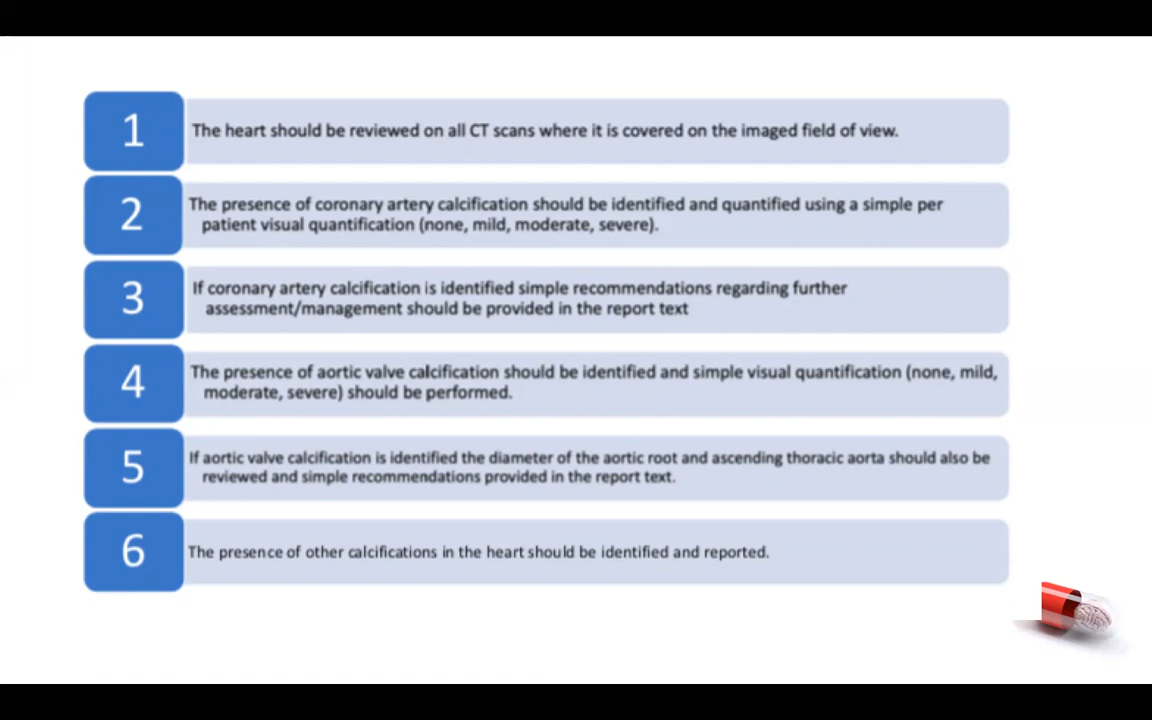 1
The heart should be reviewed on all CT scans where it is covered on the imaged field of view.
2
The presence of coronary artery calcification should be identified and quantified using a simple per
patient visual quantification (none, mild, moderate, severe).
3
If coronary artery calcification is identified simple recommendations regarding further
assessment/management should be provided in the report text
4
The presence of aortic valve calcification should be identified and simple visual quantification (none, mild,
moderate, severe) should be performed.
5
If aortic valve calcification is identified the diameter of the aortic root and ascending thoracic aorta should also be
reviewed and simple recommendations provided in the report text.
6
The presence of other calcifications in the heart should be identified and reported.